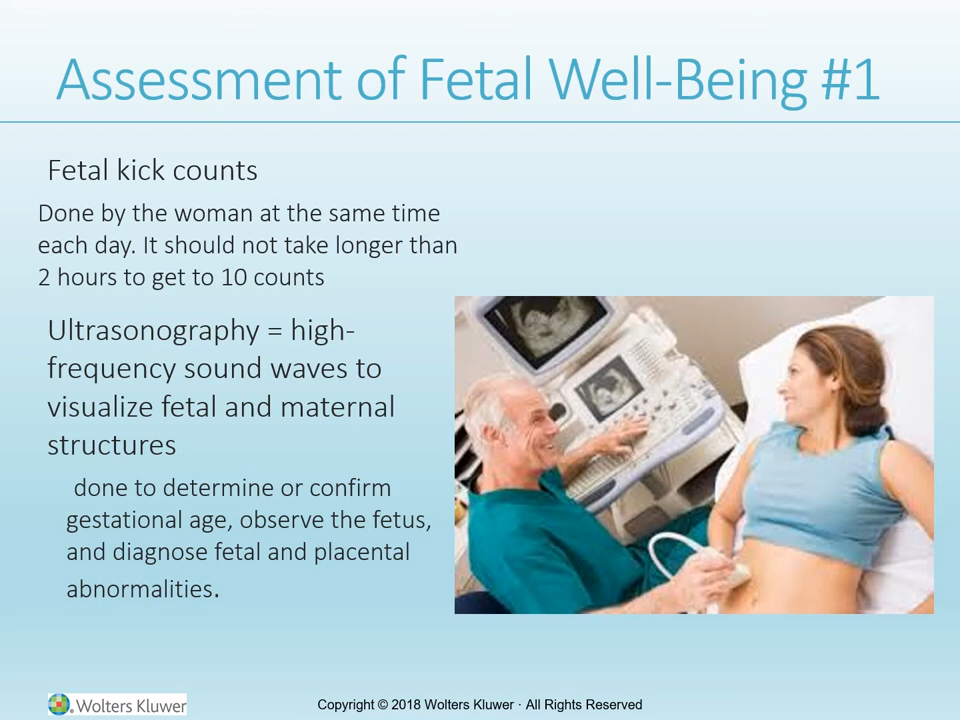 Assessment of Fetal Well-Being #1
Fetal kick counts
Done by the woman at the same time
each day. It should not take longer than
2 hours to get to 10 counts
Ultrasonography = high-
frequency sound waves to
visualize fetal and maternal
structures
done to determine or confirm
gestational age, observe the fetus,
and diagnose fetal and placental
abnormalities.
Wolters Kluwer
Copyright © 2018 Wolters Kluwer · All Rights Reserved